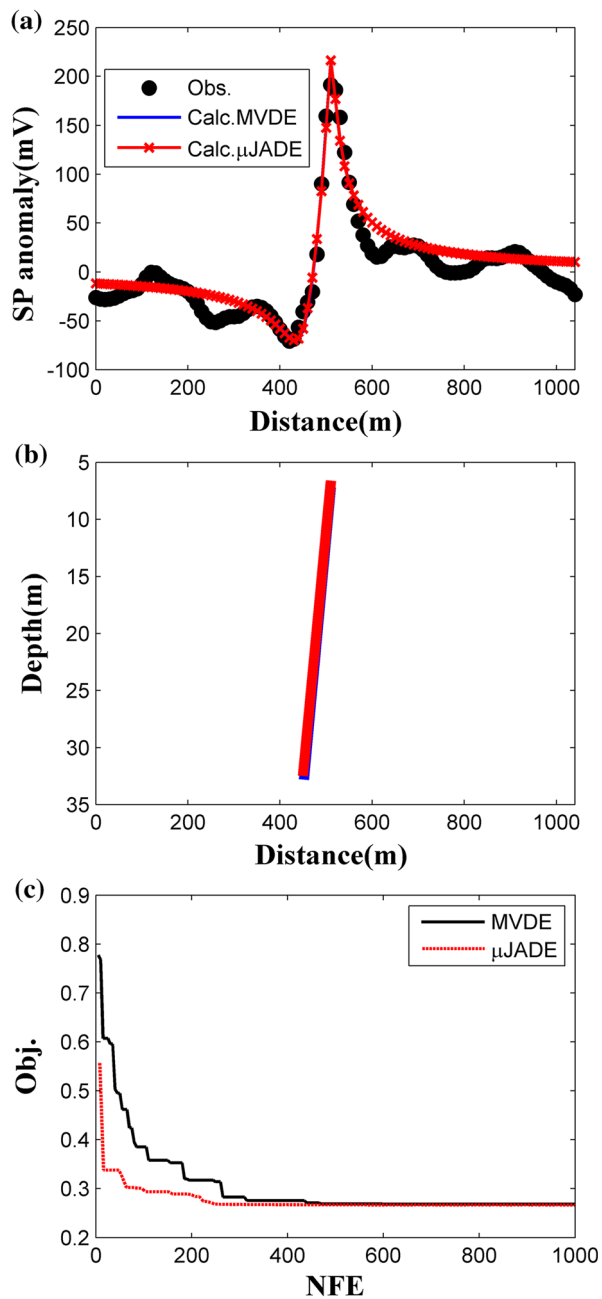 (a)
250
200
150
100
50
0
-50
-100
SP anomaly(mV)
Obs.
Calc.MVDE
Calc.μJADE
0 200 400 600 800 1000
Distance(m)
(b)
5
10
15
20
25
30
35
Depth(m)
0 200 400 600 800 1000
Distance(m)
(c)
0.9
0.8
0.7
0.6
0.5
0.4
0.3
0.2
Obj.
MVDE
μJADE
0 200 400 600 800 1000
NFE